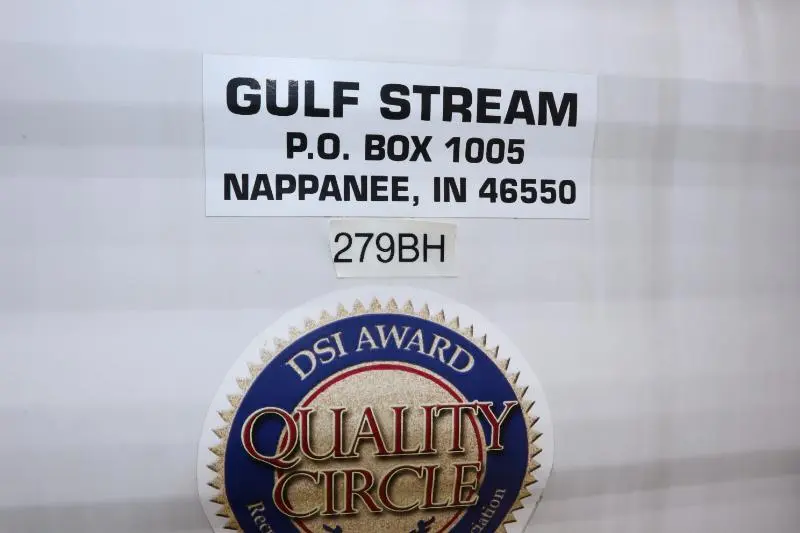 GULF STREAM
P.O. BOX 1005
NAPPANEE, IN 46550
279BH
DSI AWARD
QUALITY
CIRCLE